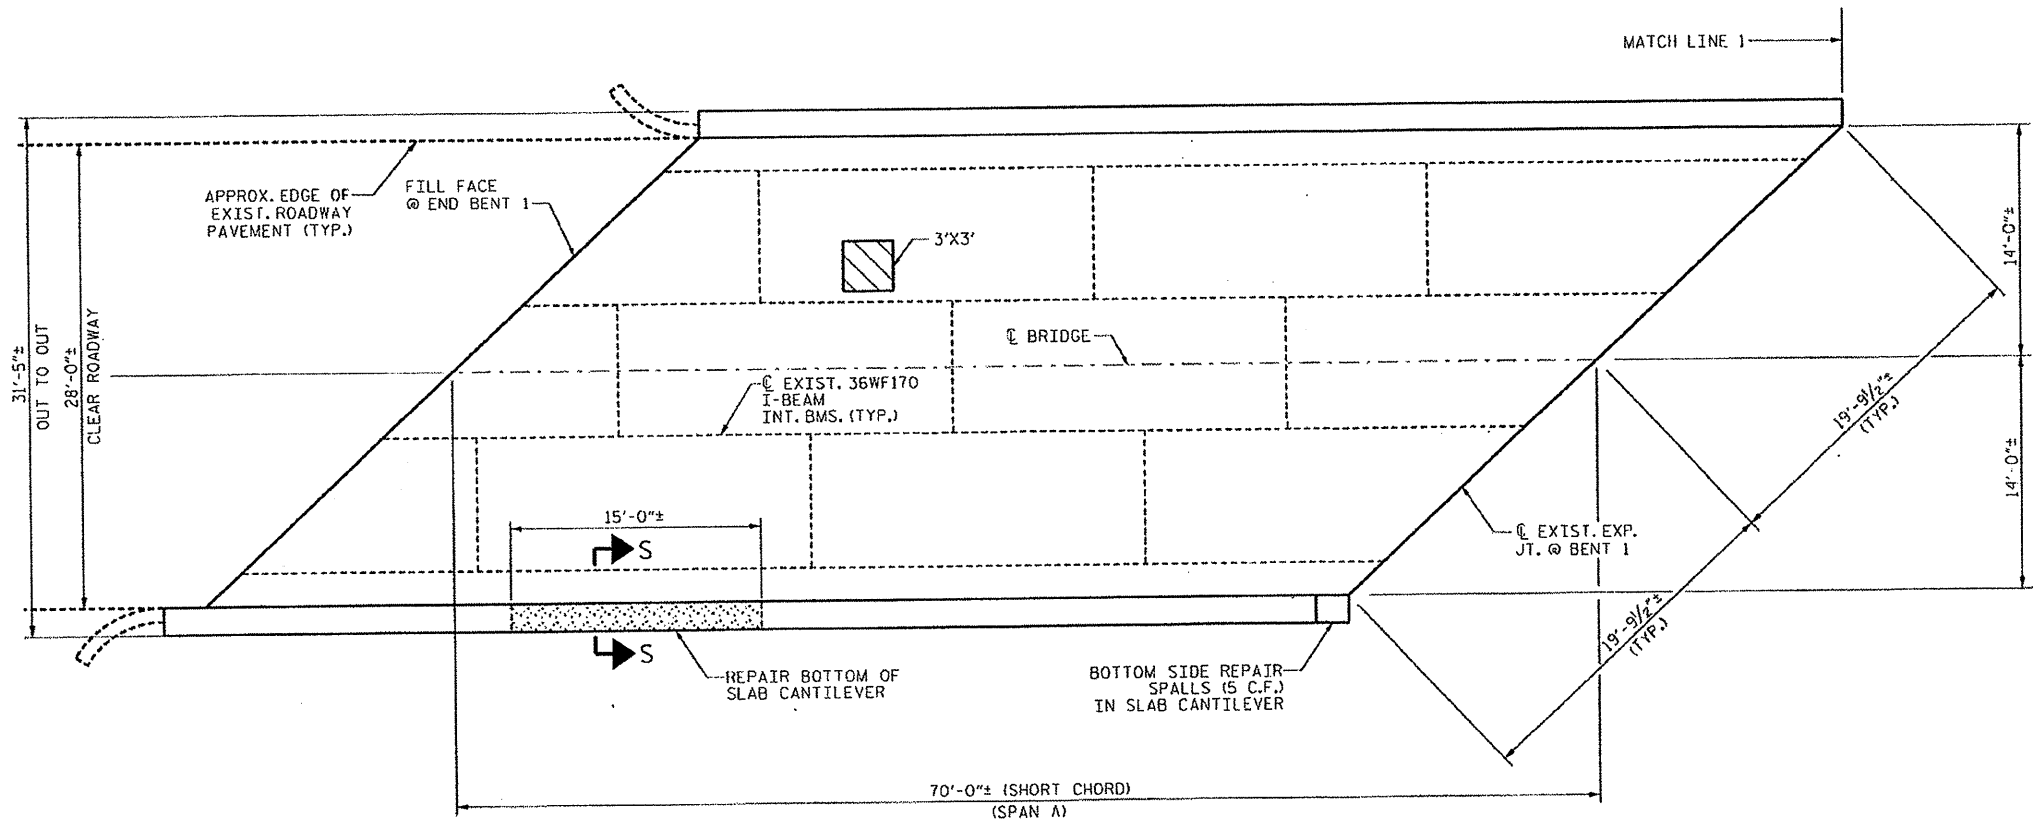 MATCH LINE 1
APPROX. EDGE OF
EXIST. ROADWAY
PAVEMENT (TYP.)
FILL FACE
@ END BENT 1
3'X3'
14'-0"±
31'-5"±
OUT TO OUT
28'-0"±
CLEAR ROADWAY
℄ BRIDGE
℄ EXIST. 36WF170
I-BEAM
INT. BMS. (TYP.)
19'-9½"±
(TYP.)
14'-0"±
15'-0"±
S
℄ EXIST. EXP.
JT. @ BENT 1
S
REPAIR BOTTOM OF
SLAB CANTILEVER
BOTTOM SIDE REPAIR
SPALLS (5 C.F.)
IN SLAB CANTILEVER
19'-9½"±
(TYP.)
70'-0"± (SHORT CHORD)
(SPAN A)